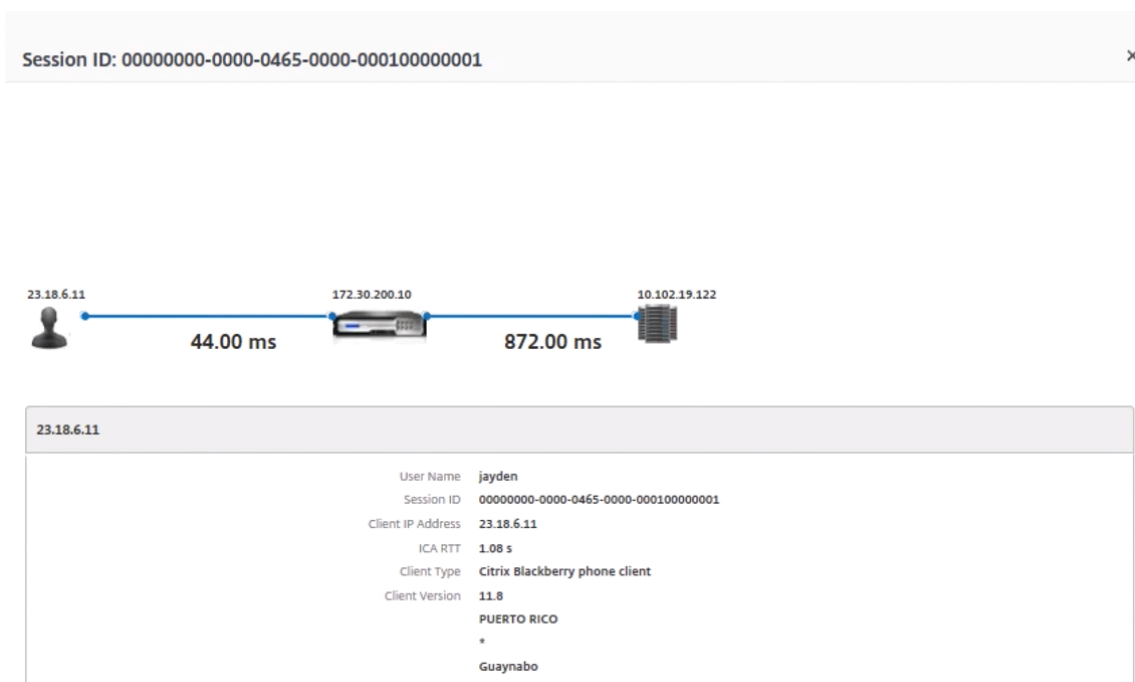 Session ID: 00000000-0000-0465-0000-000100000001
×
23.18.6.11
172.30.200.10
10.102.19.122
44.00 ms
872.00 ms
23.18.6.11
User Name jayden
Session ID 00000000-0000-0465-0000-000100000001
Client IP Address 23.18.6.11
ICA RTT 1.08 s
Client Type Citrix Blackberry phone client
Client Version 11.8
PUERTO RICO
*
Guaynabo